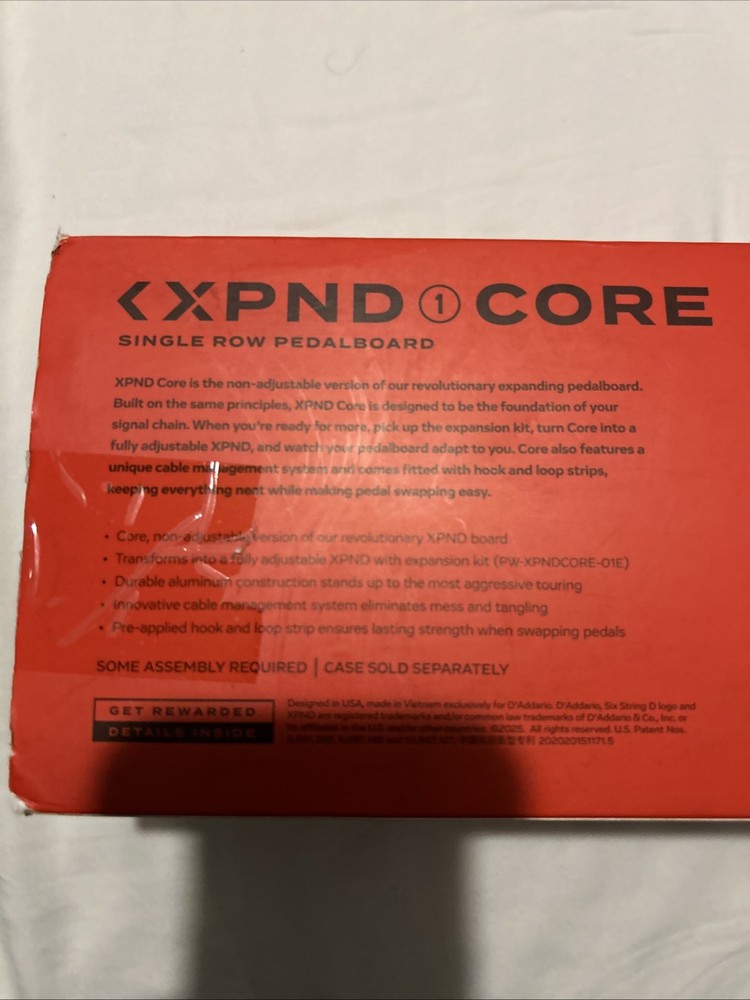 XPND 1 CORE
SINGLE ROW PEDALBOARD
XPND Core is the non-adjustable version of our revolutionary expanding pedalboard.
Built on the same principles, XPND Core is designed to be the foundation of your
signal chain. When you're ready for more, pick up the expansion kit, turn Core into a
fully adjustable XPND, and watch your pedalboard adapt to you. Core also features a
unique cable management system and comes fitted with hook and loop strips,
keeping everything neat while making pedal swapping easy.
• Core, non-adjustable version of our revolutionary XPND board
• Transforms into a fully adjustable XPND with expansion kit (PW-XPNDCORE-01E)
• Durable aluminum construction stands up to the most aggressive touring
• Innovative cable management system eliminates mess and tangling
• Pre-applied hook and loop strip ensures lasting strength when swapping pedals
SOME ASSEMBLY REQUIRED | CASE SOLD SEPARATELY
GET REWARDED
DETAILS INSIDE
Designed in USA, made in Vietnam exclusively for D'Addario. D'Addario, Six String D logo and
XPND are registered trademarks and/or common law trademarks of D'Addario & Co., Inc. or
its affiliates in the U.S. and/or other countries. ©2025. All rights reserved. U.S. Patent Nos.
202020151171.5